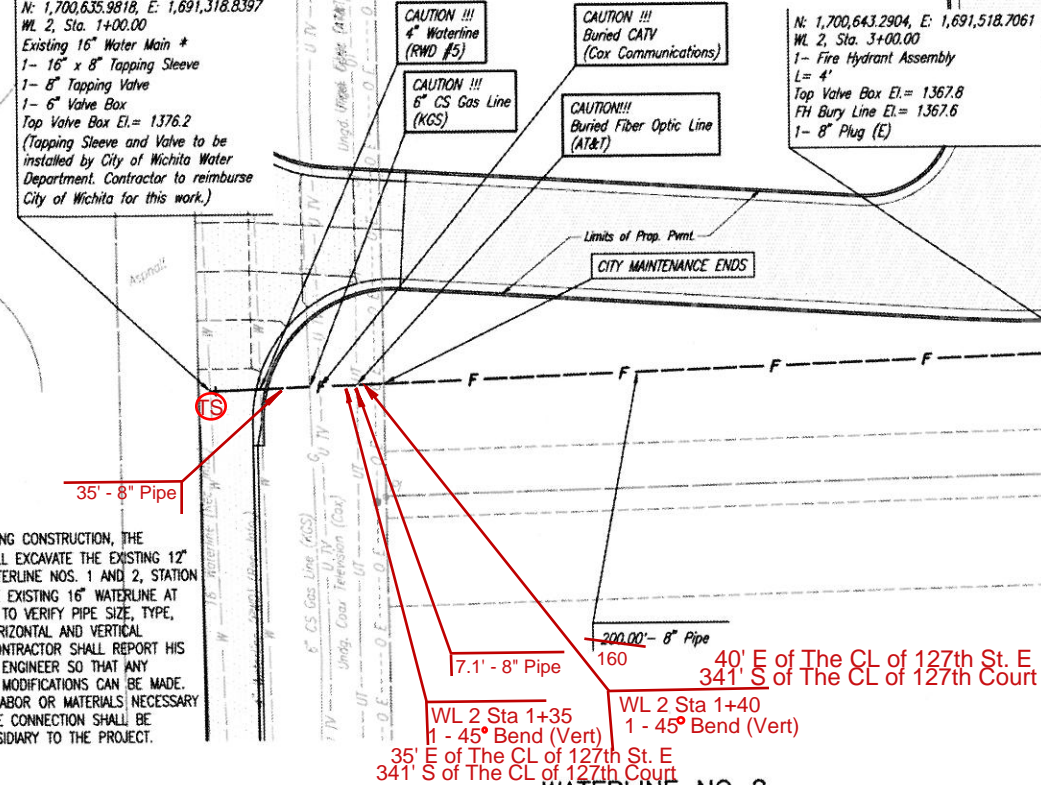 N: 1,700,635.9818, E: 1,691,318.8397
WL 2, Sta. 1+00.00
Existing 16" Water Main *
1- 16" x 8" Tapping Sleeve
1- 8" Tapping Valve
1- 6" Valve Box
Top Valve Box El.= 1376.2
(Tapping Sleeve and Valve to be
installed by City of Wichita Water
Department. Contractor to reimburse
City of Wichita for this work.)
CAUTION !!!
4" Waterline
(RWD #5)
CAUTION !!!
6" CS Gas Line
(KGS)
CAUTION !!!
Buried CATV
(Cox Communications)
CAUTION!!!
Buried Fiber Optic Line
(AT&T)
N: 1,700,643.2904, E: 1,691,518.7061
WL 2, Sta. 3+00.00
1- Fire Hydrant Assembly
L= 4'
Top Valve Box El.= 1367.8
FH Bury Line El.= 1367.6
1- 8" Plug (E)
Limits of Prop. Pvmt.
CITY MAINTENANCE ENDS
Asphalt
F
F
F
F
F
TS
35' - 8" Pipe
NG CONSTRUCTION, THE
LL EXCAVATE THE EXISTING 12"
TERLINE NOS. 1 AND 2, STATION
EXISTING 16" WATERLINE AT
TO VERIFY PIPE SIZE, TYPE,
RIZONTAL AND VERTICAL
ONTRACTOR SHALL REPORT HIS
ENGINEER SO THAT ANY
MODIFICATIONS CAN BE MADE.
ABOR OR MATERIALS NECESSARY
E CONNECTION SHALL BE
SIDIARY TO THE PROJECT.
6" CS Gas Line (KGS)
Undg. Coax Television (Cox)
200.00'- 8" Pipe
160
7.1' - 8" Pipe
40' E of The CL of 127th St. E
341' S of The CL of 127th Court
WL 2 Sta 1+40
1 - 45° Bend (Vert)
WL 2 Sta 1+35
1 - 45° Bend (Vert)
35' E of The CL of 127th St. E
341' S of The CL of 127th Court